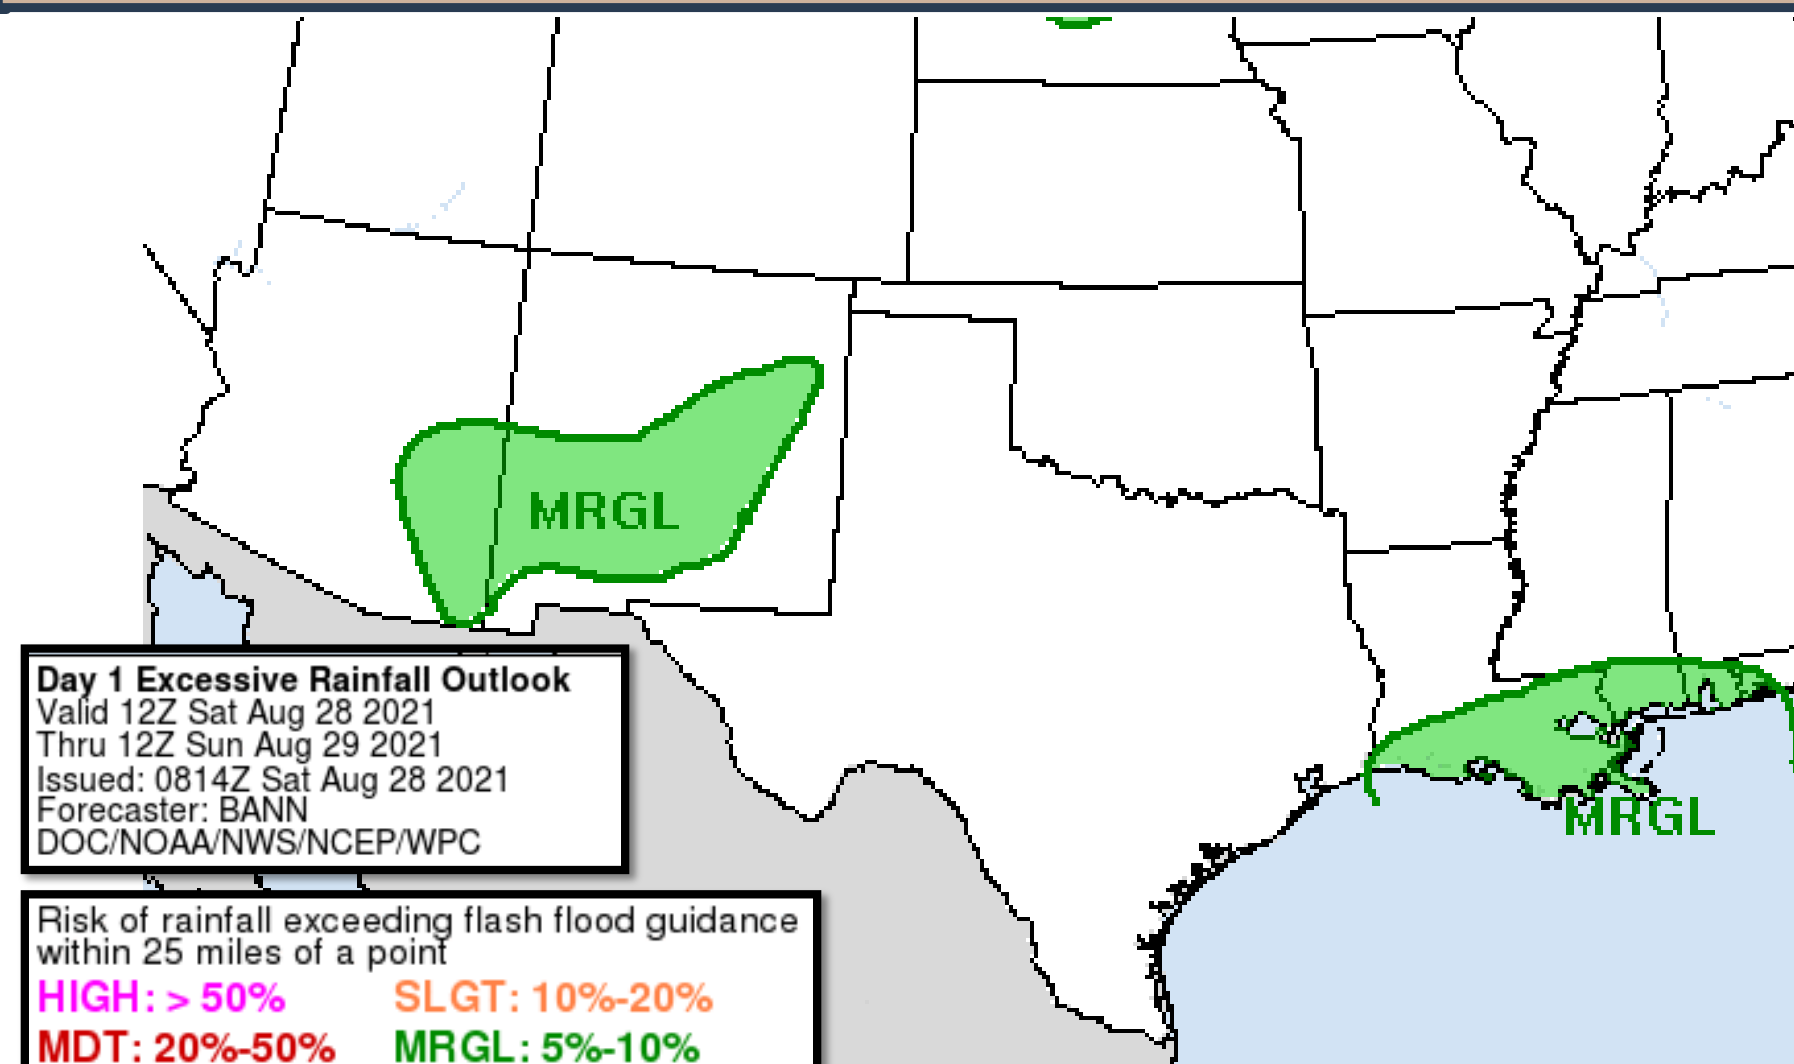 MRGL
MRGL
Day 1 Excessive Rainfall Outlook
Valid 12Z Sat Aug 28 2021
Thru 12Z Sun Aug 29 2021
Issued: 0814Z Sat Aug 28 2021
Forecaster: BANN
DOC/NOAA/NWS/NCEP/WPC
Risk of rainfall exceeding flash flood guidance
within 25 miles of a point
HIGH: > 50% SLGT: 10%-20%
MDT: 20%-50% MRGL: 5%-10%